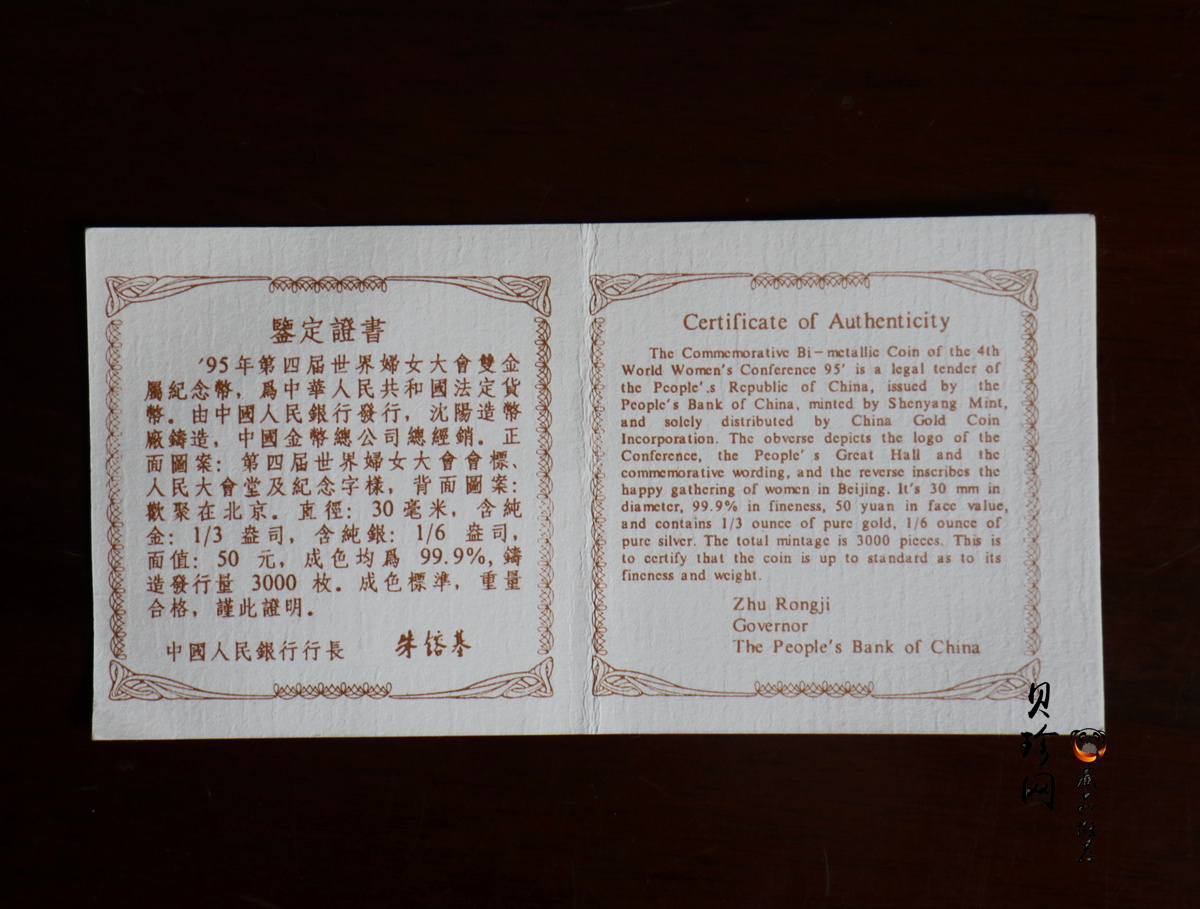 鑒定證書
'95年第四届世界婦女大會雙金
屬紀念幣，爲中華人民共和國法定貨
幣。由中國人民銀行發行，沈陽造幣
廠鑄造，中國金幣總公司總經銷。正
面圖案：第四届世界婦女大會會標、
人民大會堂及紀念字樣，背面圖案：
歡聚在北京。直徑：30毫米，含純
金：1/3 盎司，含純銀：1/6 盎司，
面值：50 元，成色均爲 99.9%，鑄
造發行量 3000 枚。成色標準，重量
合格，謹此證明。
中國人民銀行行長 朱镕基
Certificate of Authenticity
The Commemorative Bi-metallic Coin of the 4th
World Women's Conference 95' is a legal tender of
the People'.s Republic of China, issued by the
People's Bank of China, minted by Shenyang Mint,
and solely distributed by China Gold Coin
Incorporation. The obverse depicts the logo of the
Conference, the People's Great Hall and the
commemorative wording, and the reverse inscribes the
happy gathering of women in Beijing. It's 30 mm in
diameter, 99.9% in fineness, 50 yuan in face value,
and contains 1/3 ounce of pure gold, 1/6 ounce of
pure silver. The total mintage is 3000 pieces. This is
to certify that the coin is up to standard as to its
fineness and weight.
Zhu Rongji
Governor
The People's Bank of China
贝珍网